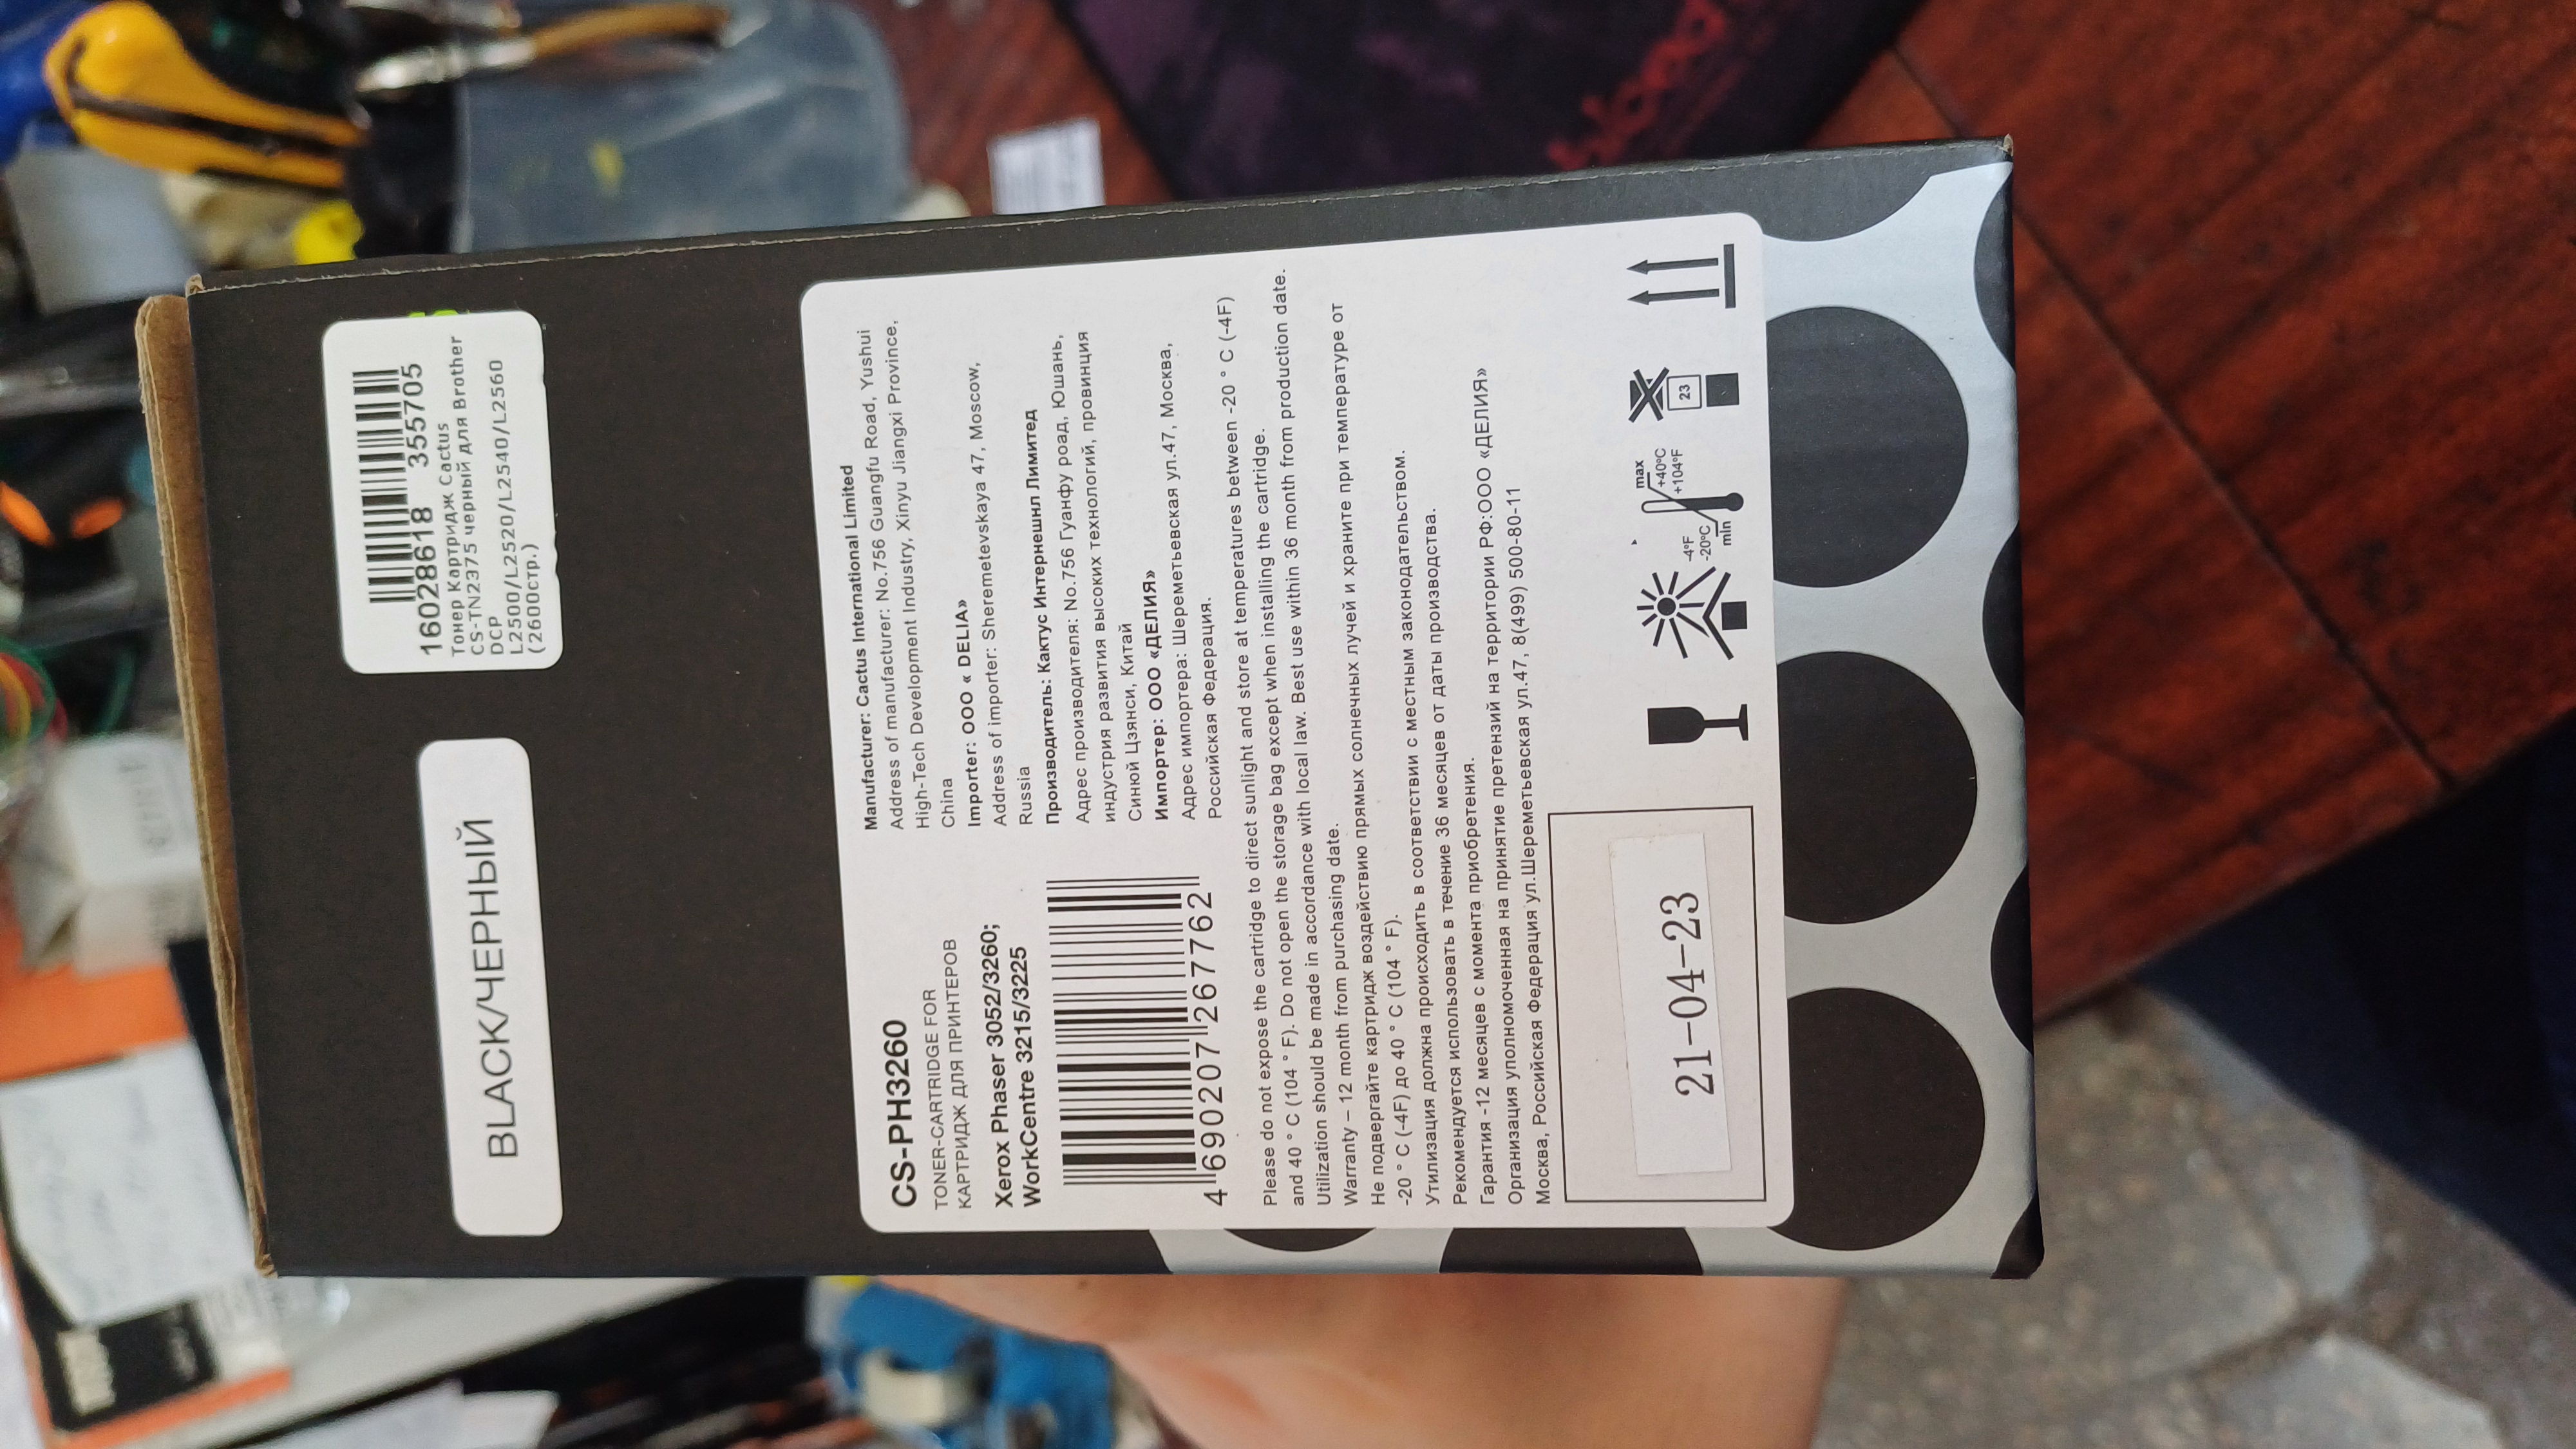 160286618 355705
Тонер Картридж Cactus
CS-TN2375 черный для Brother
DCP
L2500/L2520/L2540/L2560
(2600стр.)
BLACK/ЧЕРНЫЙ
CS-PH3260
TONER-CARTRIDGE FOR
КАРТРИДЖ ДЛЯ ПРИНТЕРОВ
Xerox Phaser 3052/3260;
WorkCentre 3215/3225
4 690207 267762
Manufacturer: Cactus International Limited
Address of manufacturer: No.756 Guangfu Road, Yushui
High-Tech Development Industry, Xinyu Jiangxi Province,
China
Importer: OOO « DELIA»
Address of importer: Sheremetevskaya 47, Moscow,
Russia
Производитель: Кактус Интернешнл Лимитед
Адрес производителя: No.756 Гуанфу роад, Юшань,
индустрия развития высоких технологий, провинция
Синюй Цзянси, Китай
Импортер: ООО «ДЕЛИЯ»
Адрес импортера: Шереметьевская ул.47, Москва,
Российская Федерация.
Please do not expose the cartridge to direct sunlight and store at temperatures between -20 ° C (-4F)
and 40 ° C (104 ° F). Do not open the storage bag except when installing the cartridge.
Utilization should be made in accordance with local law. Best use within 36 month from production date.
Warranty – 12 month from purchasing date.
Не подвергайте картридж воздействию прямых солнечных лучей и храните при температуре от
-20 ° C (-4F) до 40 ° C (104 ° F).
Утилизация должна происходить в соответствии с местным законодательством.
Рекомендуется использовать в течение 36 месяцев от даты производства.
Гарантия -12 месяцев с момента приобретения.
Организация уполномоченная на принятие претензий на территории РФ:ООО «ДЕЛИЯ»
Москва, Российская Федерация ул.Шереметьевская ул.47, 8(499) 500-80-11
21-04-23
-4°F
-20°C
min
max
+40°C
+104°F
23